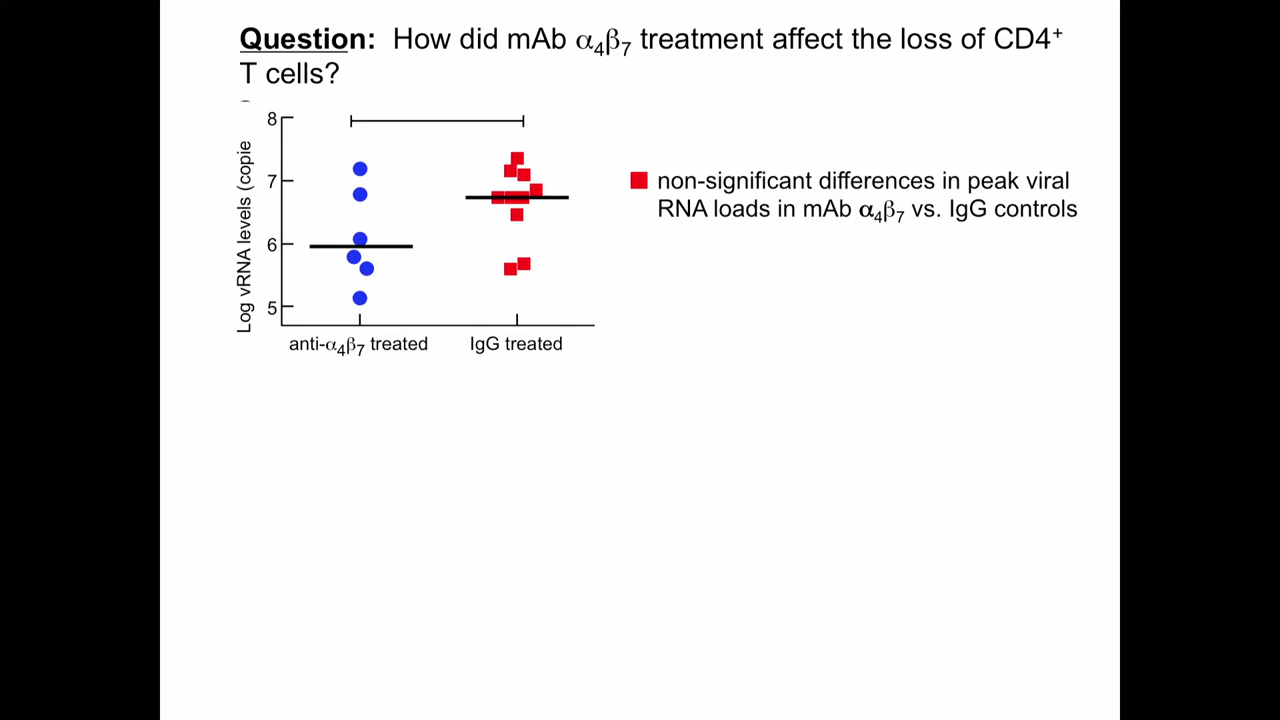 Question: How did mAb α₄β₇ treatment affect the loss of CD4⁺
T cells?
Log vRNA levels (copie
8
7
6
5
anti-α₄β₇ treated
IgG treated
non-significant differences in peak viral
RNA loads in mAb α₄β₇ vs. IgG controls